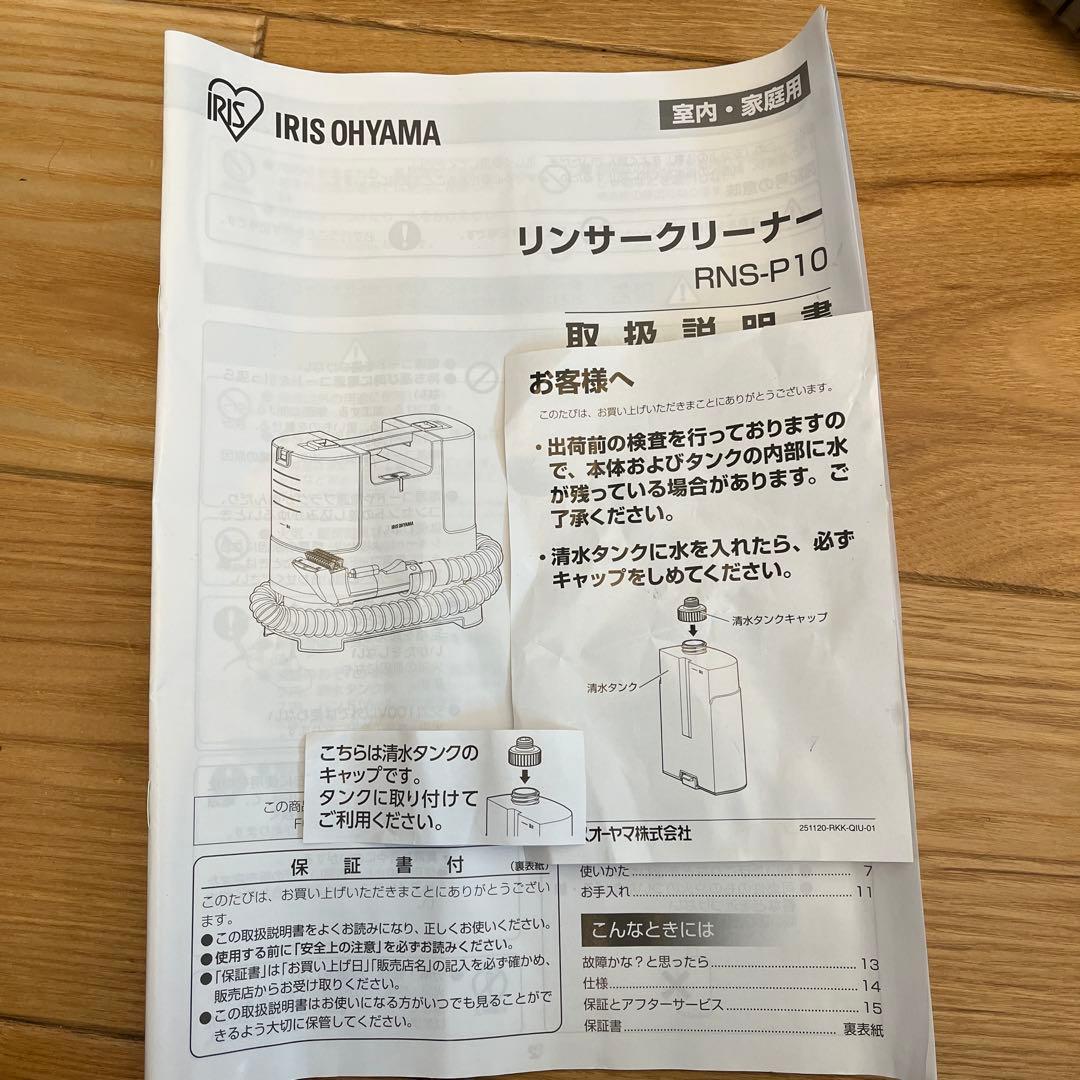 IRIS
IRIS OHYAMA
室内・家庭用
リンサークリーナー
RNS-P10
取扱説明書
お客様へ
このたびは、お買い上げいただきまことにありがとうございます。
・出荷前の検査を行っておりますの
で、本体およびタンクの内部に水
が残っている場合があります。ご
了承ください。
・清水タンクに水を入れたら、必ず
キャップをしめてください。
清水タンクキャップ
清水タンク
IRIS OHYAMA
こちらは清水タンクの
キャップです。
タンクに取り付けて
ご利用ください。
スオーヤマ株式会社
251120-RKK-QIU-01
この商
F
保証書付
(裏表紙)
このたびは、お買い上げいただきまことにありがとうござい
ます。
●この取扱説明書をよくお読みになり、正しくお使いください。
●使用する前に「安全上の注意」を必ずお読みください。
●「保証書」は「お買い上げ日」「販売店名」の記入を必ず確かめ、
販売店からお受け取りください。
●この取扱説明書はお使いになる方がいつでも見ることがで
きるよう大切に保管してください。
使いかた 7
お手入れ 11
こんなときには
故障かな?と思ったら 13
仕様 14
保証とアフターサービス 15
保証書 裏表紙